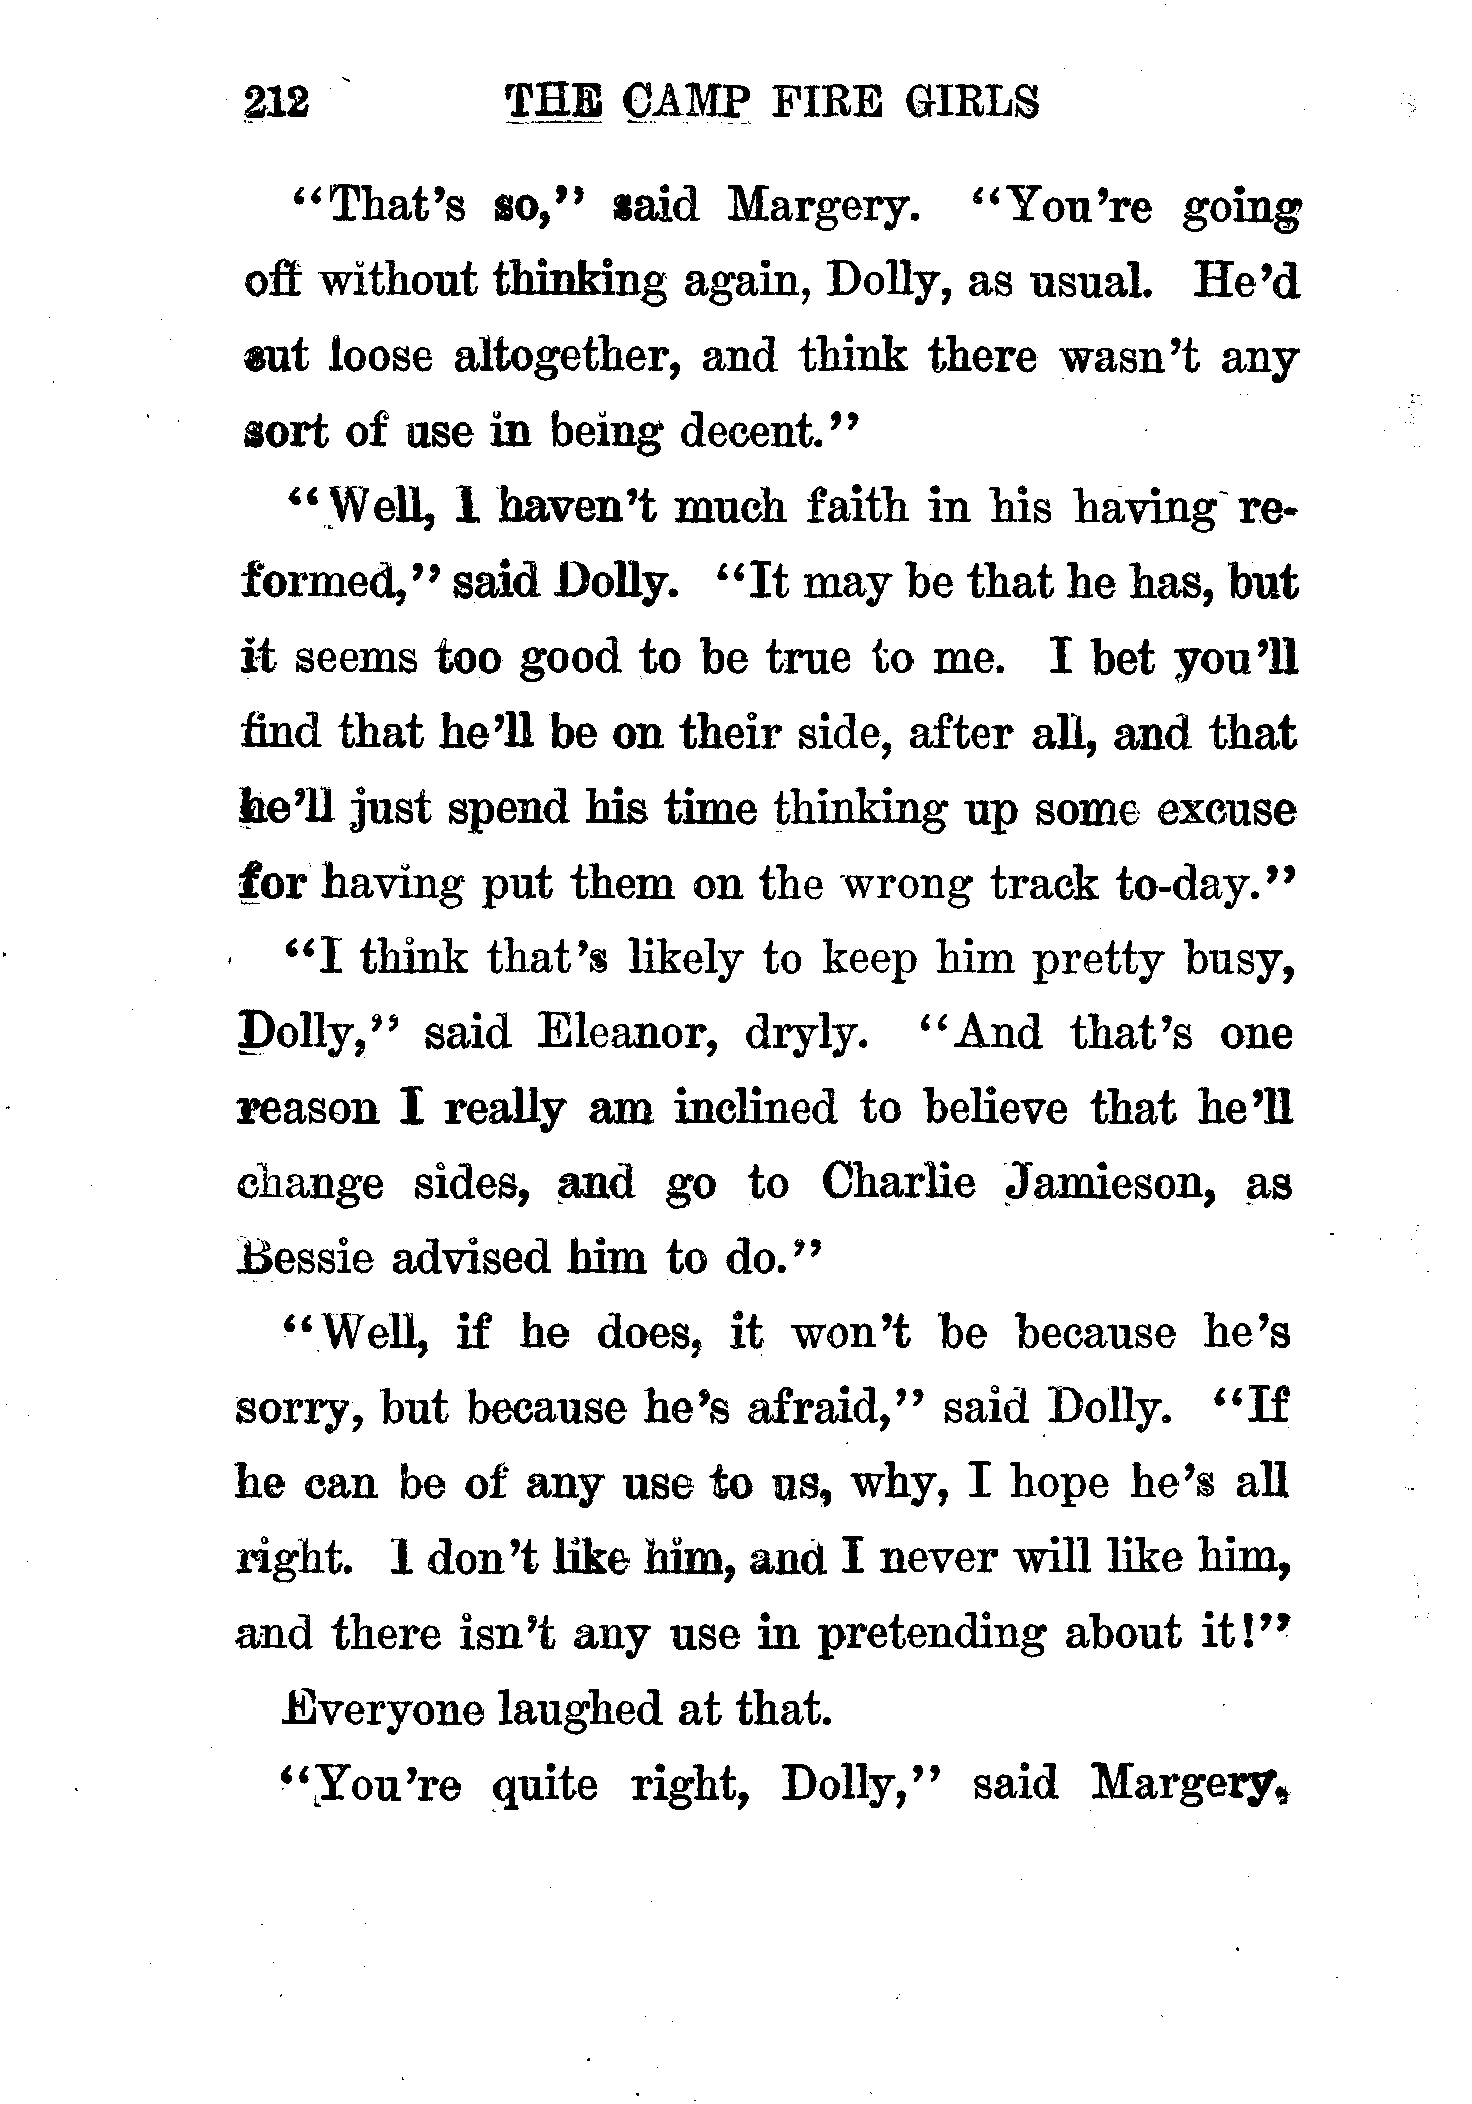 212 THE CAMP FIRE GIRLS
"That's so," said Margery. "You're going
off without thinking again, Dolly, as usual. He'd
cut loose altogether, and think there wasn't any
sort of use in being decent."
"Well, I haven't much faith in his having re-
formed," said Dolly. "It may be that he has, but
it seems too good to be true to me. I bet you'll
find that he'll be on their side, after all, and that
he'll just spend his time thinking up some excuse
for having put them on the wrong track to-day."
"I think that's likely to keep him pretty busy,
Dolly," said Eleanor, dryly. "And that's one
reason I really am inclined to believe that he'll
change sides, and go to Charlie Jamieson, as
Bessie advised him to do."
"Well, if he does, it won't be because he's
sorry, but because he's afraid," said Dolly. "If
he can be of any use to us, why, I hope he's all
right. I don't like him, and I never will like him,
and there isn't any use in pretending about it!"
Everyone laughed at that.
"You're quite right, Dolly," said Margery.